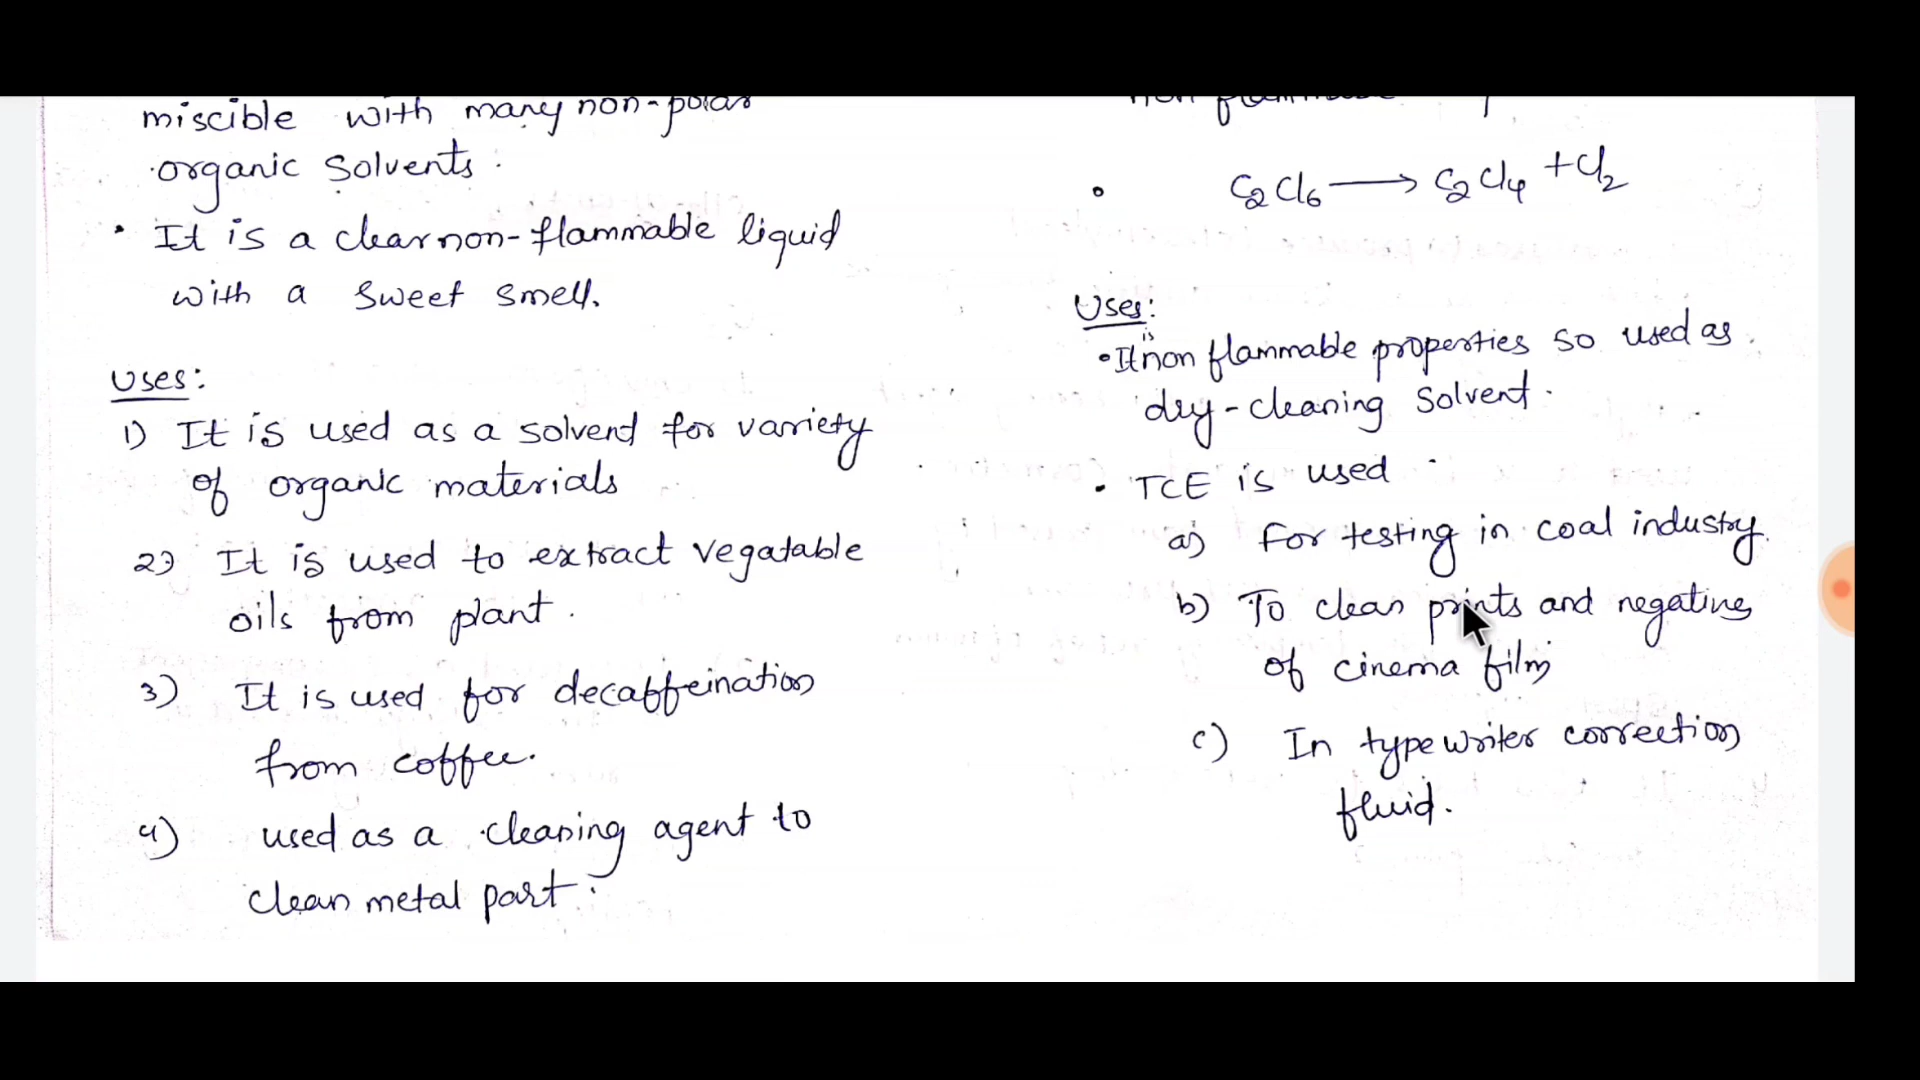 miscible with many non-polar
organic solvents.
• It is a clear non-flammable liquid
with a sweet smell.
Uses:
1) It is used as a solvent for variety
of organic materials
2) It is used to extract vegatable
oils from plant.
3) It is used for decaffeination
from coffee.
4) used as a cleaning agent to
clean metal part.
non flammable
• C2Cl6 → C2Cl4 + Cl2
Uses:
• It is non flammable properties so used as
dry-cleaning solvent.
• TCE is used
a) For testing in coal industry.
b) To clean prints and negatives
of cinema film
c) In typewriter correction
fluid.